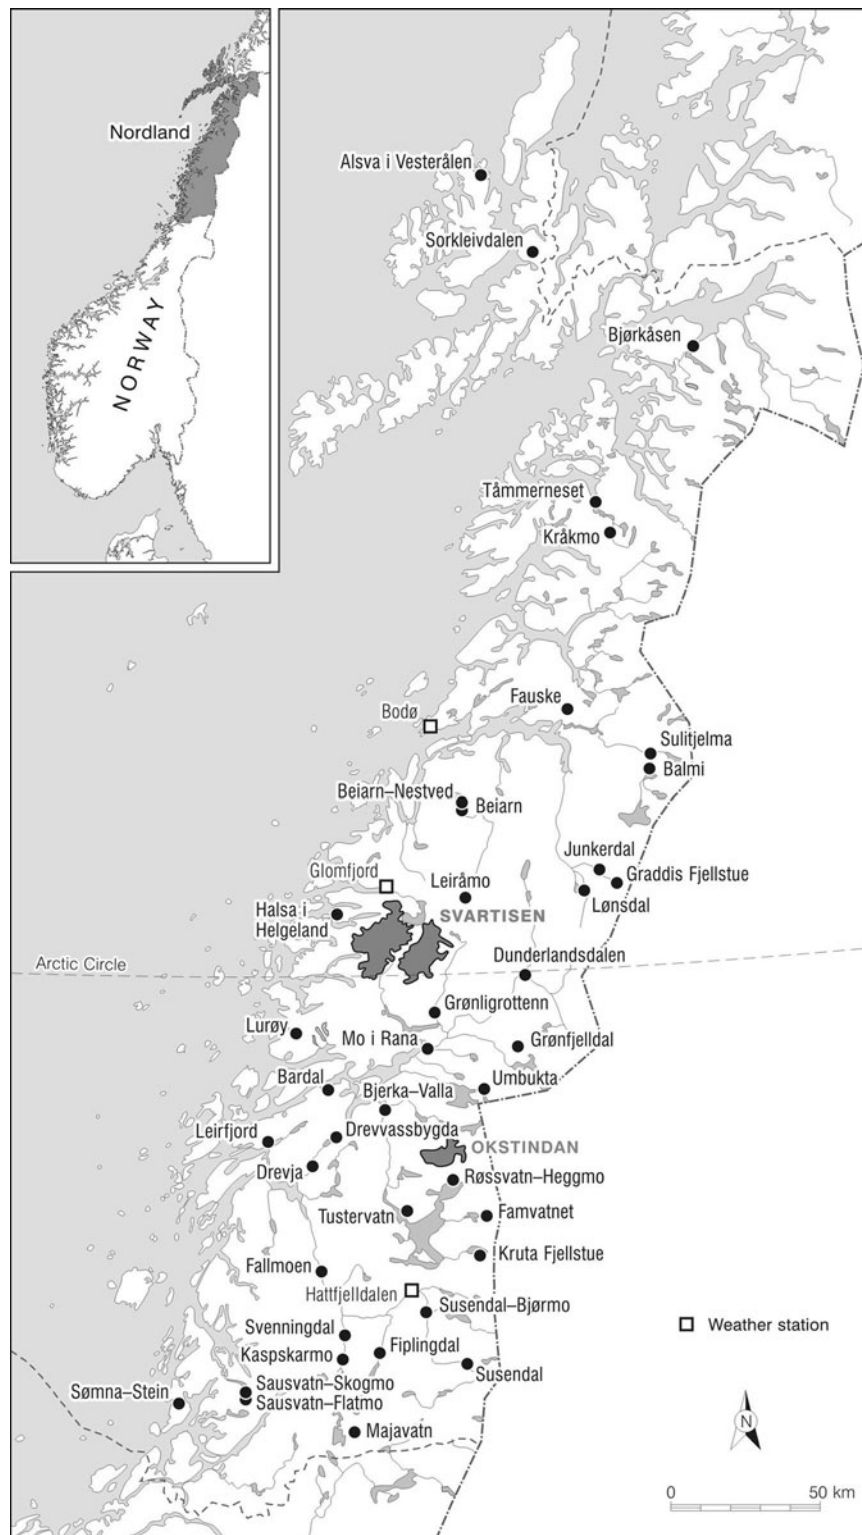 Nordland
NORWAY
Alsva i Vesterålen
Sorkleivdalen
Bjørkåsen
Tåmmerneset
Kråkmo
Fauske
Bodø
Sulitjelma
Balmi
Beiarn–Nestved
Beiarn
Junkerdal
Graddis Fjellstue
Glomfjord
Leiråmo
Lønsdal
Halsa i
Helgeland
SVARTISEN
Dunderlandsdalen
Arctic Circle
Grønligrottenn
Lurøy
Mo i Rana
Grønfjelldal
Bardal
Umbukta
Bjerka–Valla
Drevvassbygda
Leirfjord
OKSTINDAN
Drevja
Røssvatn–Heggmo
Tustervatn
Famvatnet
Kruta Fjellstue
Fallmoen
Hattfjelldalen
Susendal–Bjørmo
Weather station
Svenningdal
Kaspskarmo
Fiplingdal
Susendal
Sausvatn–Skogmo
Sømna–Stein
Sausvatn–Flatmo
N
Majavatn
0 50 km